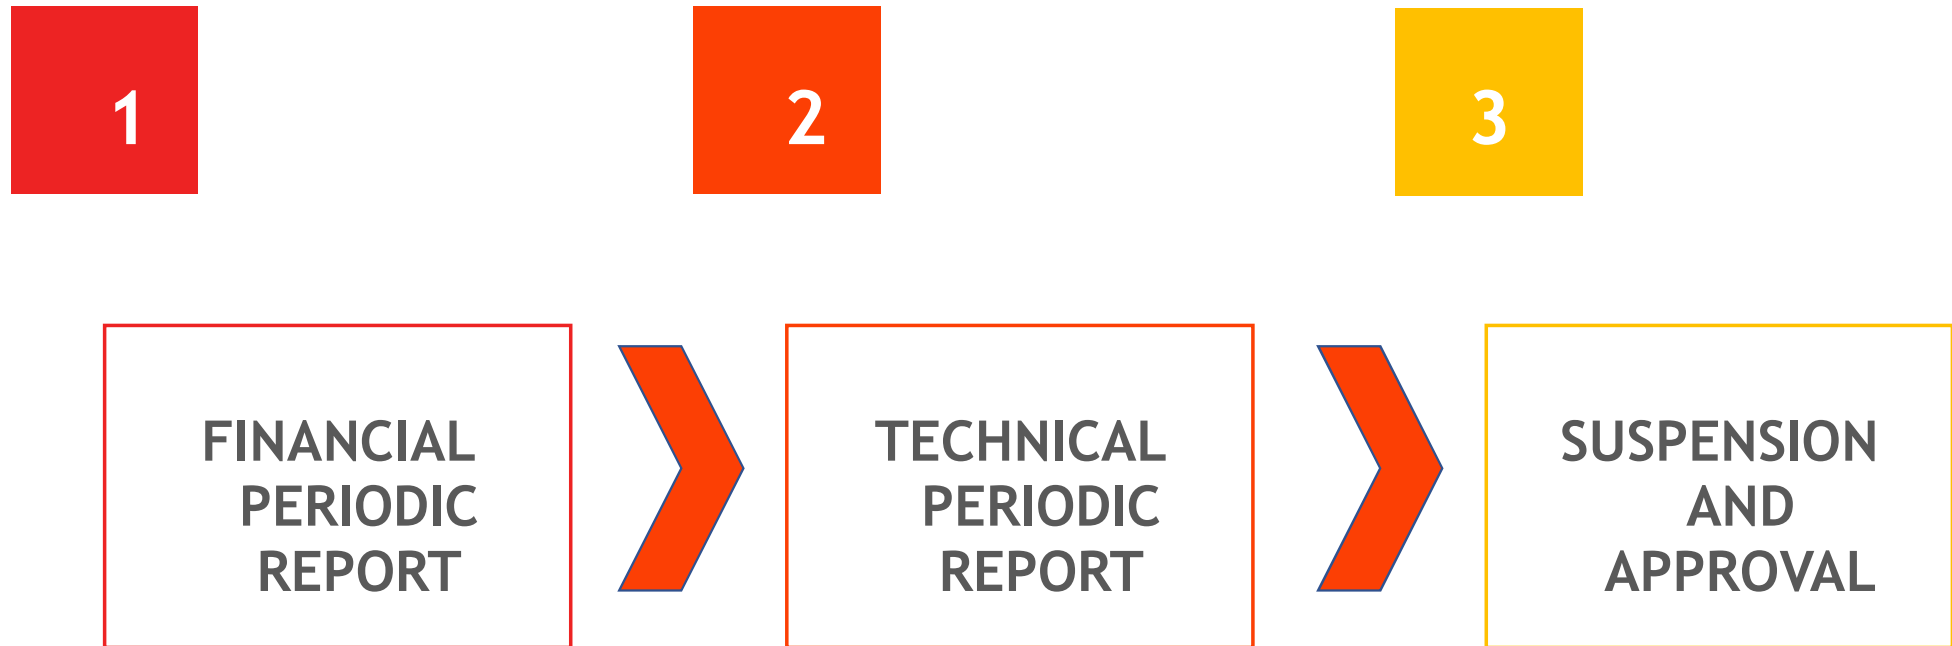 1
2
3
FINANCIAL
PERIODIC
REPORT
TECHNICAL
PERIODIC
REPORT
SUSPENSION
AND
APPROVAL